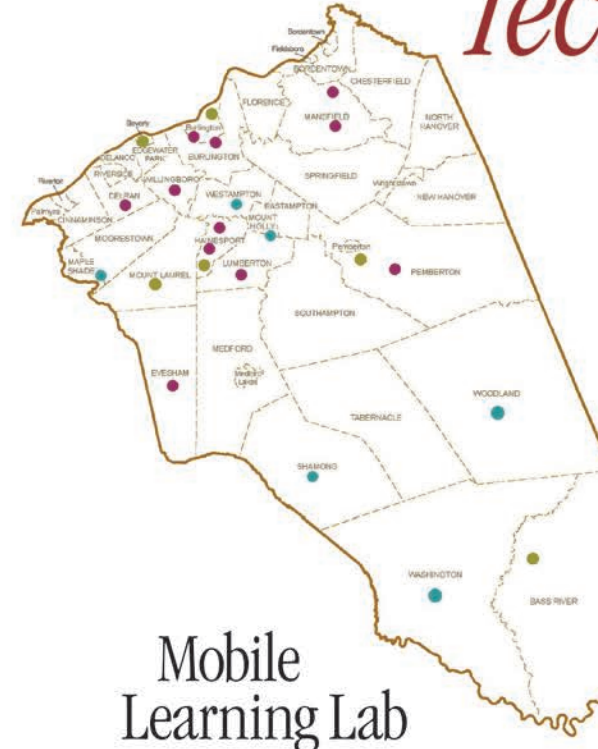 Tec
Bordentown
Fieldsboro
BORDENTOWN
CHESTERFIELD
FLORENCE
MANSFIELD
NORTH
HANOVER
Beverly
Burlington
EDGEWATER
PARK
BURLINGTON
DELANCO
SPRINGFIELD
RIVERSIDE
WILLINGBORO
Wrightstown
Riverton
DELRAN
WESTAMPTON
EASTAMPTON
NEW HANOVER
Palmyra
CINNAMINSON
MOUNT
HOLLY
MOORESTOWN
HAINESPORT
Pemberton
MAPLE
SHADE
MOUNT LAUREL
LUMBERTON
PEMBERTON
SOUTHAMPTON
MEDFORD
EVESHAM
Medford
Lakes
WOODLAND
TABERNACLE
SHAMONG
WASHINGTON
BASS RIVER
Mobile
Learning Lab